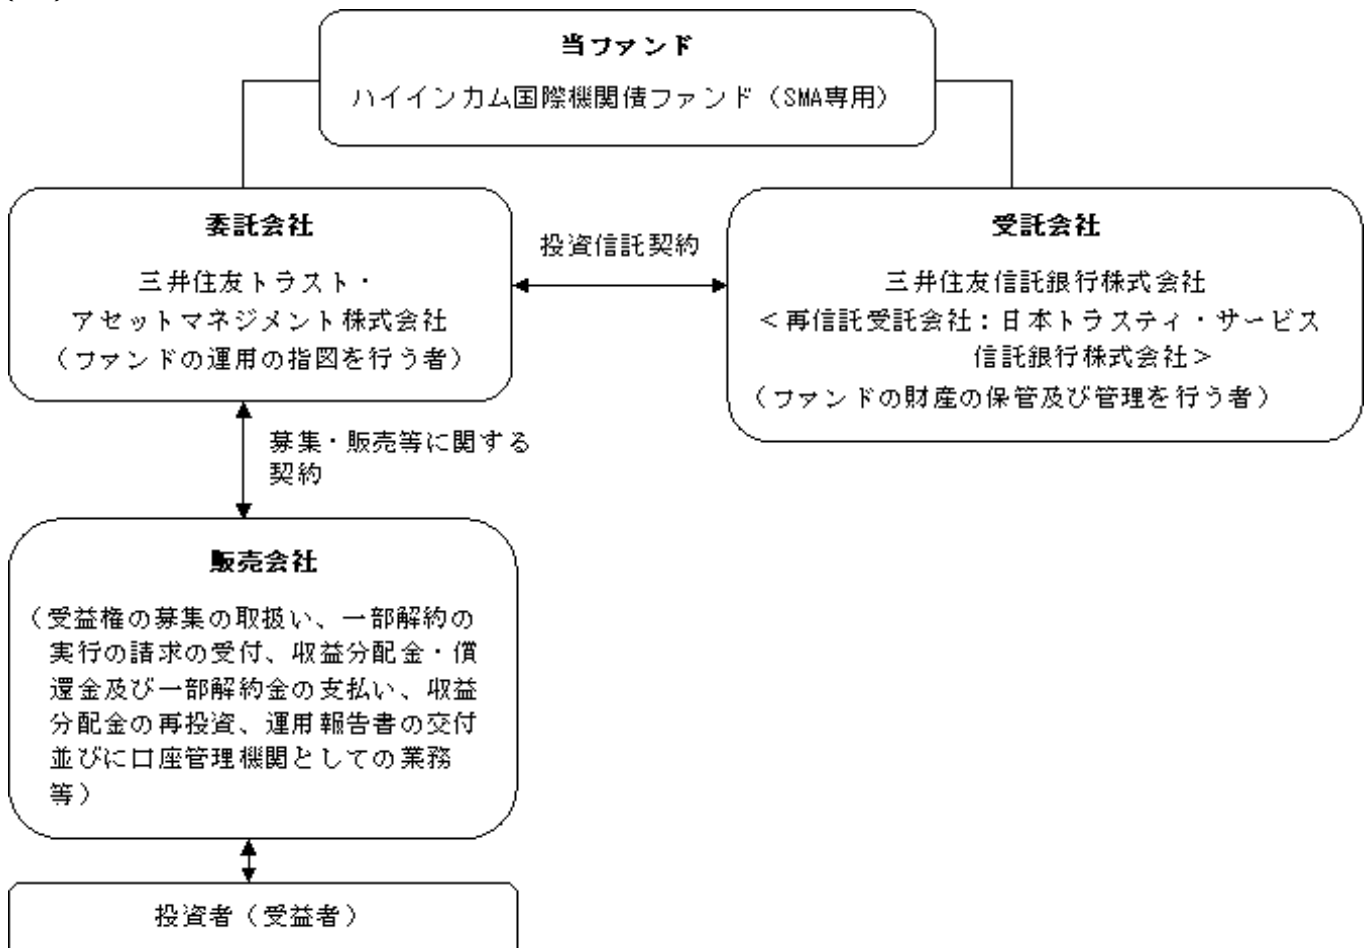 当ファンド
ハイインカム国際機関債ファンド（SMA専用）
委託会社
三井住友トラスト・
アセットマネジメント株式会社
（ファンドの運用の指図を行う者）
投資信託契約
受託会社
三井住友信託銀行株式会社
＜再信託受託会社：日本トラスティ・サービス
信託銀行株式会社＞
（ファンドの財産の保管及び管理を行う者）
募集・販売等に関する
契約
販売会社
（受益権の募集の取扱い、一部解約の
実行の請求の受付、収益分配金・償
還金及び一部解約金の支払い、収益
分配金の再投資、運用報告書の交付
並びに口座管理機関としての業務
等）
投資者（受益者）